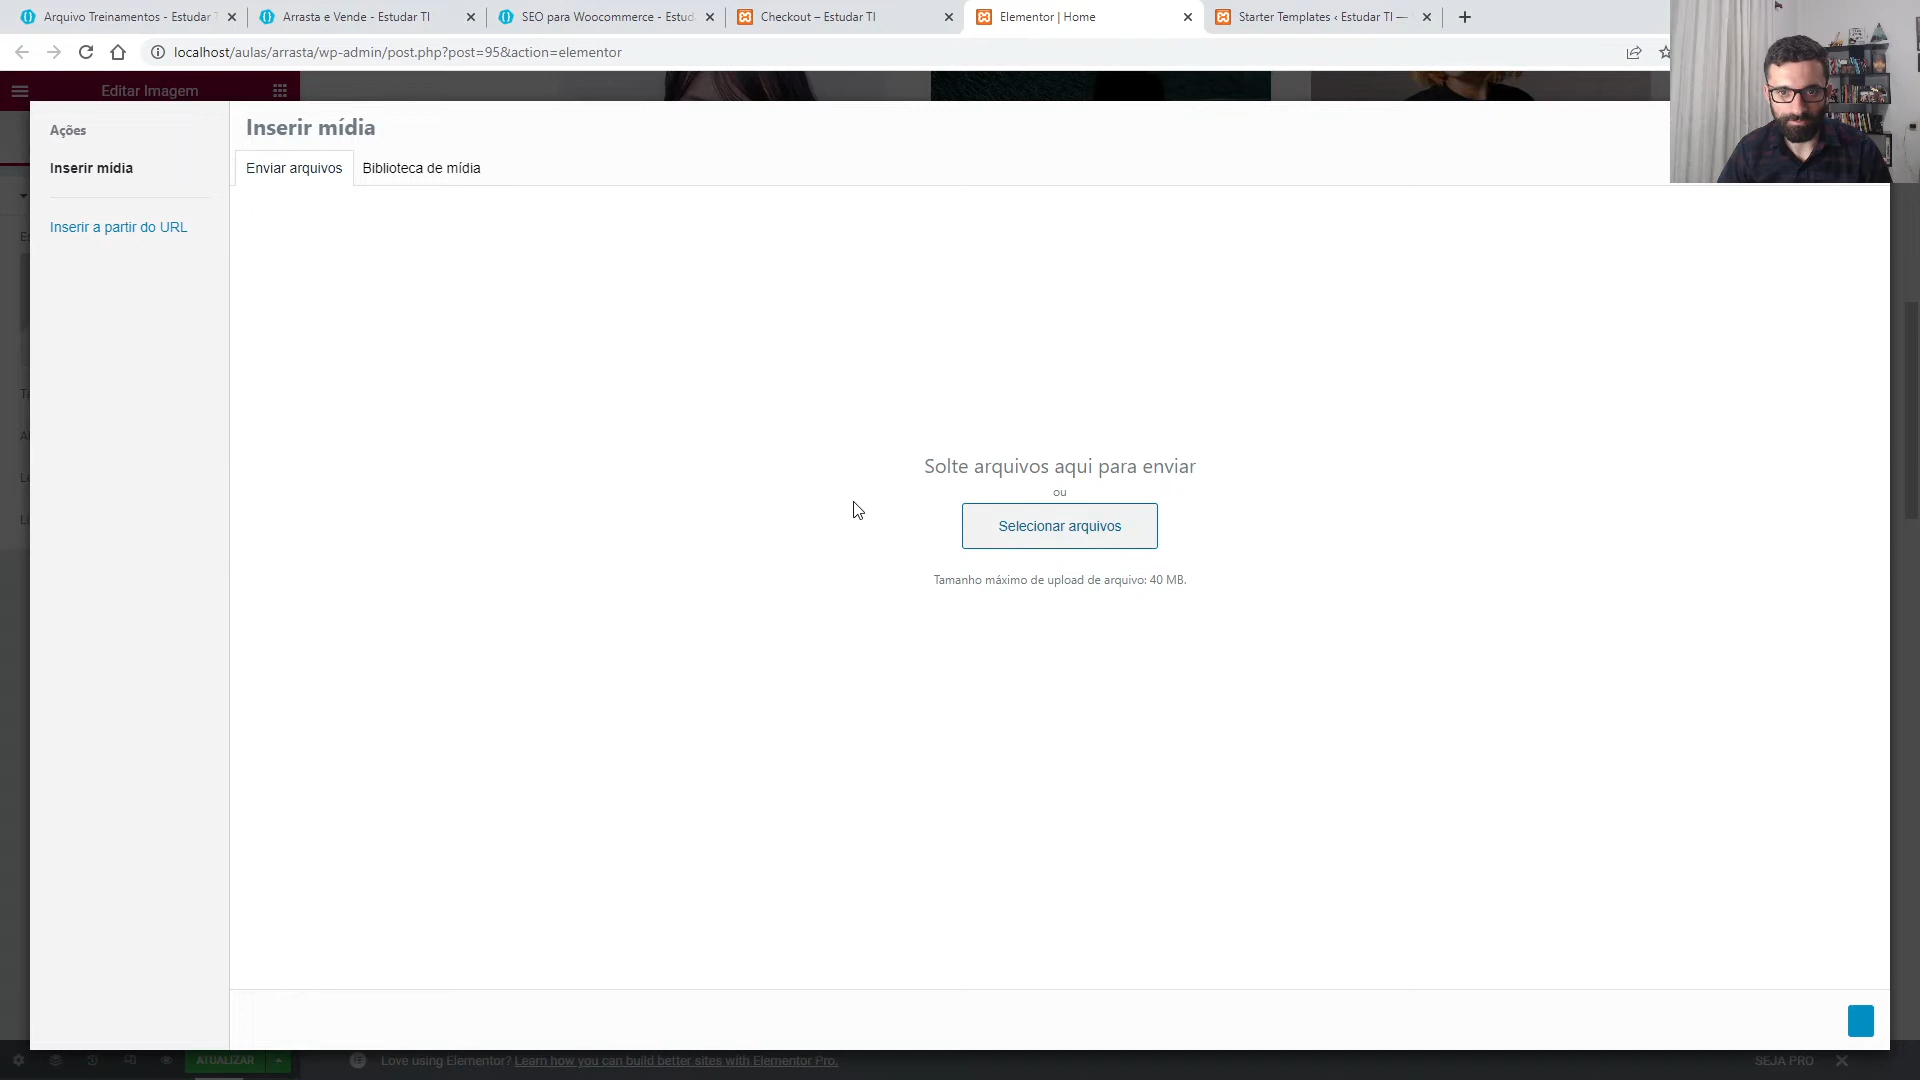 Arquivo Treinamentos - Estudar T
Arrasta e Vende - Estudar TI
SEO para Woocommerce - Estud
Checkout – Estudar TI
Elementor | Home
Starter Templates ‹ Estudar TI —
localhost/aulas/arrasta/wp-admin/post.php?post=95&action=elementor
Editar Imagem
Ações
Inserir mídia
Inserir a partir do URL
Inserir mídia
Enviar arquivos
Biblioteca de mídia
Solte arquivos aqui para enviar
ou
Selecionar arquivos
Tamanho máximo de upload de arquivo: 40 MB.
ATUALIZAR
Love using Elementor? Learn how you can build better sites with Elementor Pro.
SEJA PRO